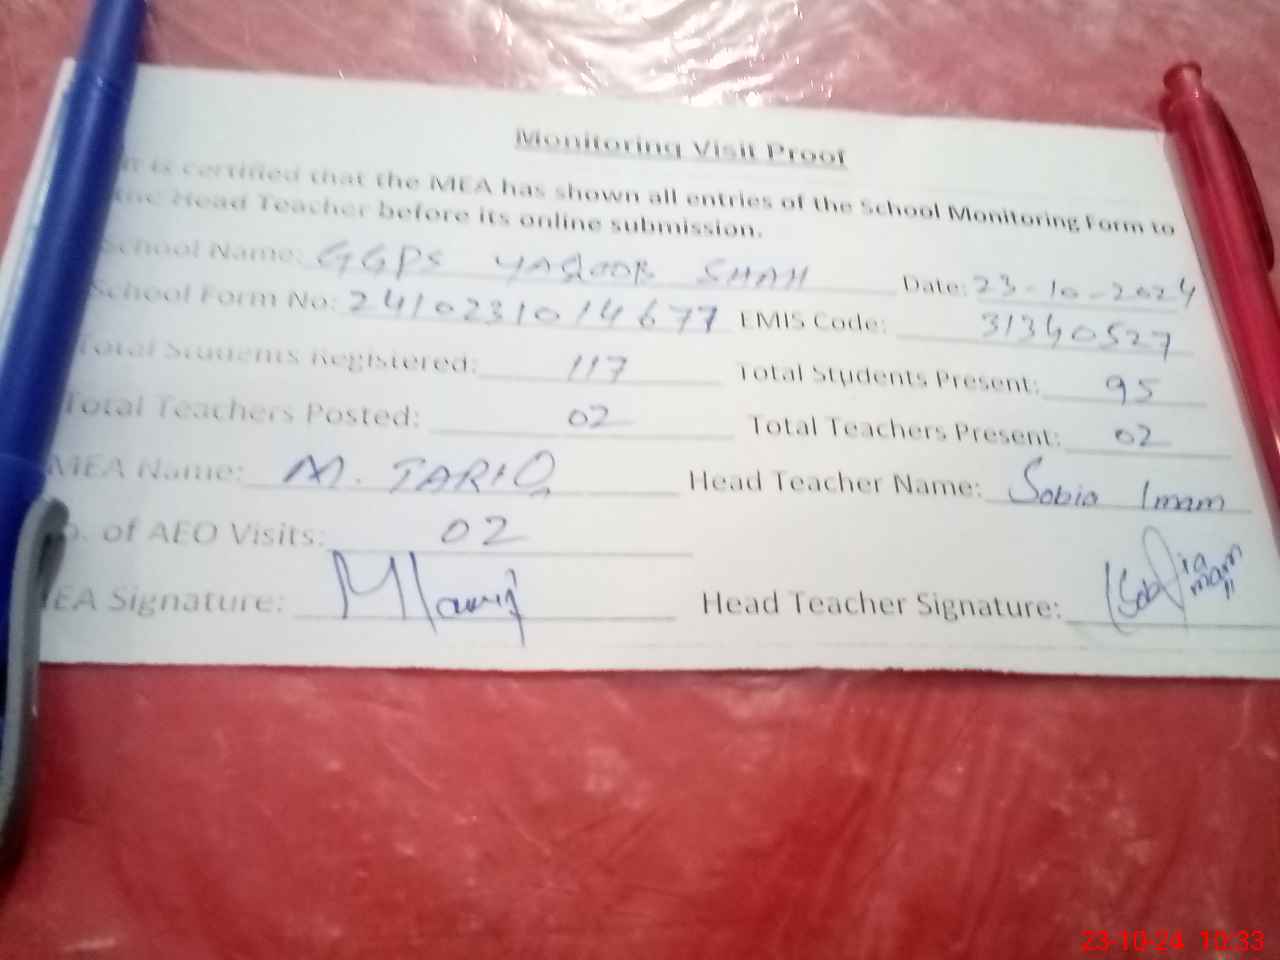 Monitoring Visit Proof
It is certified that the MEA has shown all entries of the School Monitoring Form to
the Head Teacher before its online submission.
School Name: GGPS YAQOOB SHAH Date: 23-10-2024
School Form No: 2410231014677 EMIS Code: 31340527
Total Students Registered: 117 Total Students Present: 95
Total Teachers Posted: 02 Total Teachers Present: 02
MEA Name: M. TARIQ Head Teacher Name: Sobia Imam
o. of AEO Visits: 02
EA Signature: Head Teacher Signature: Sobia Imam
23-10-24 10:33